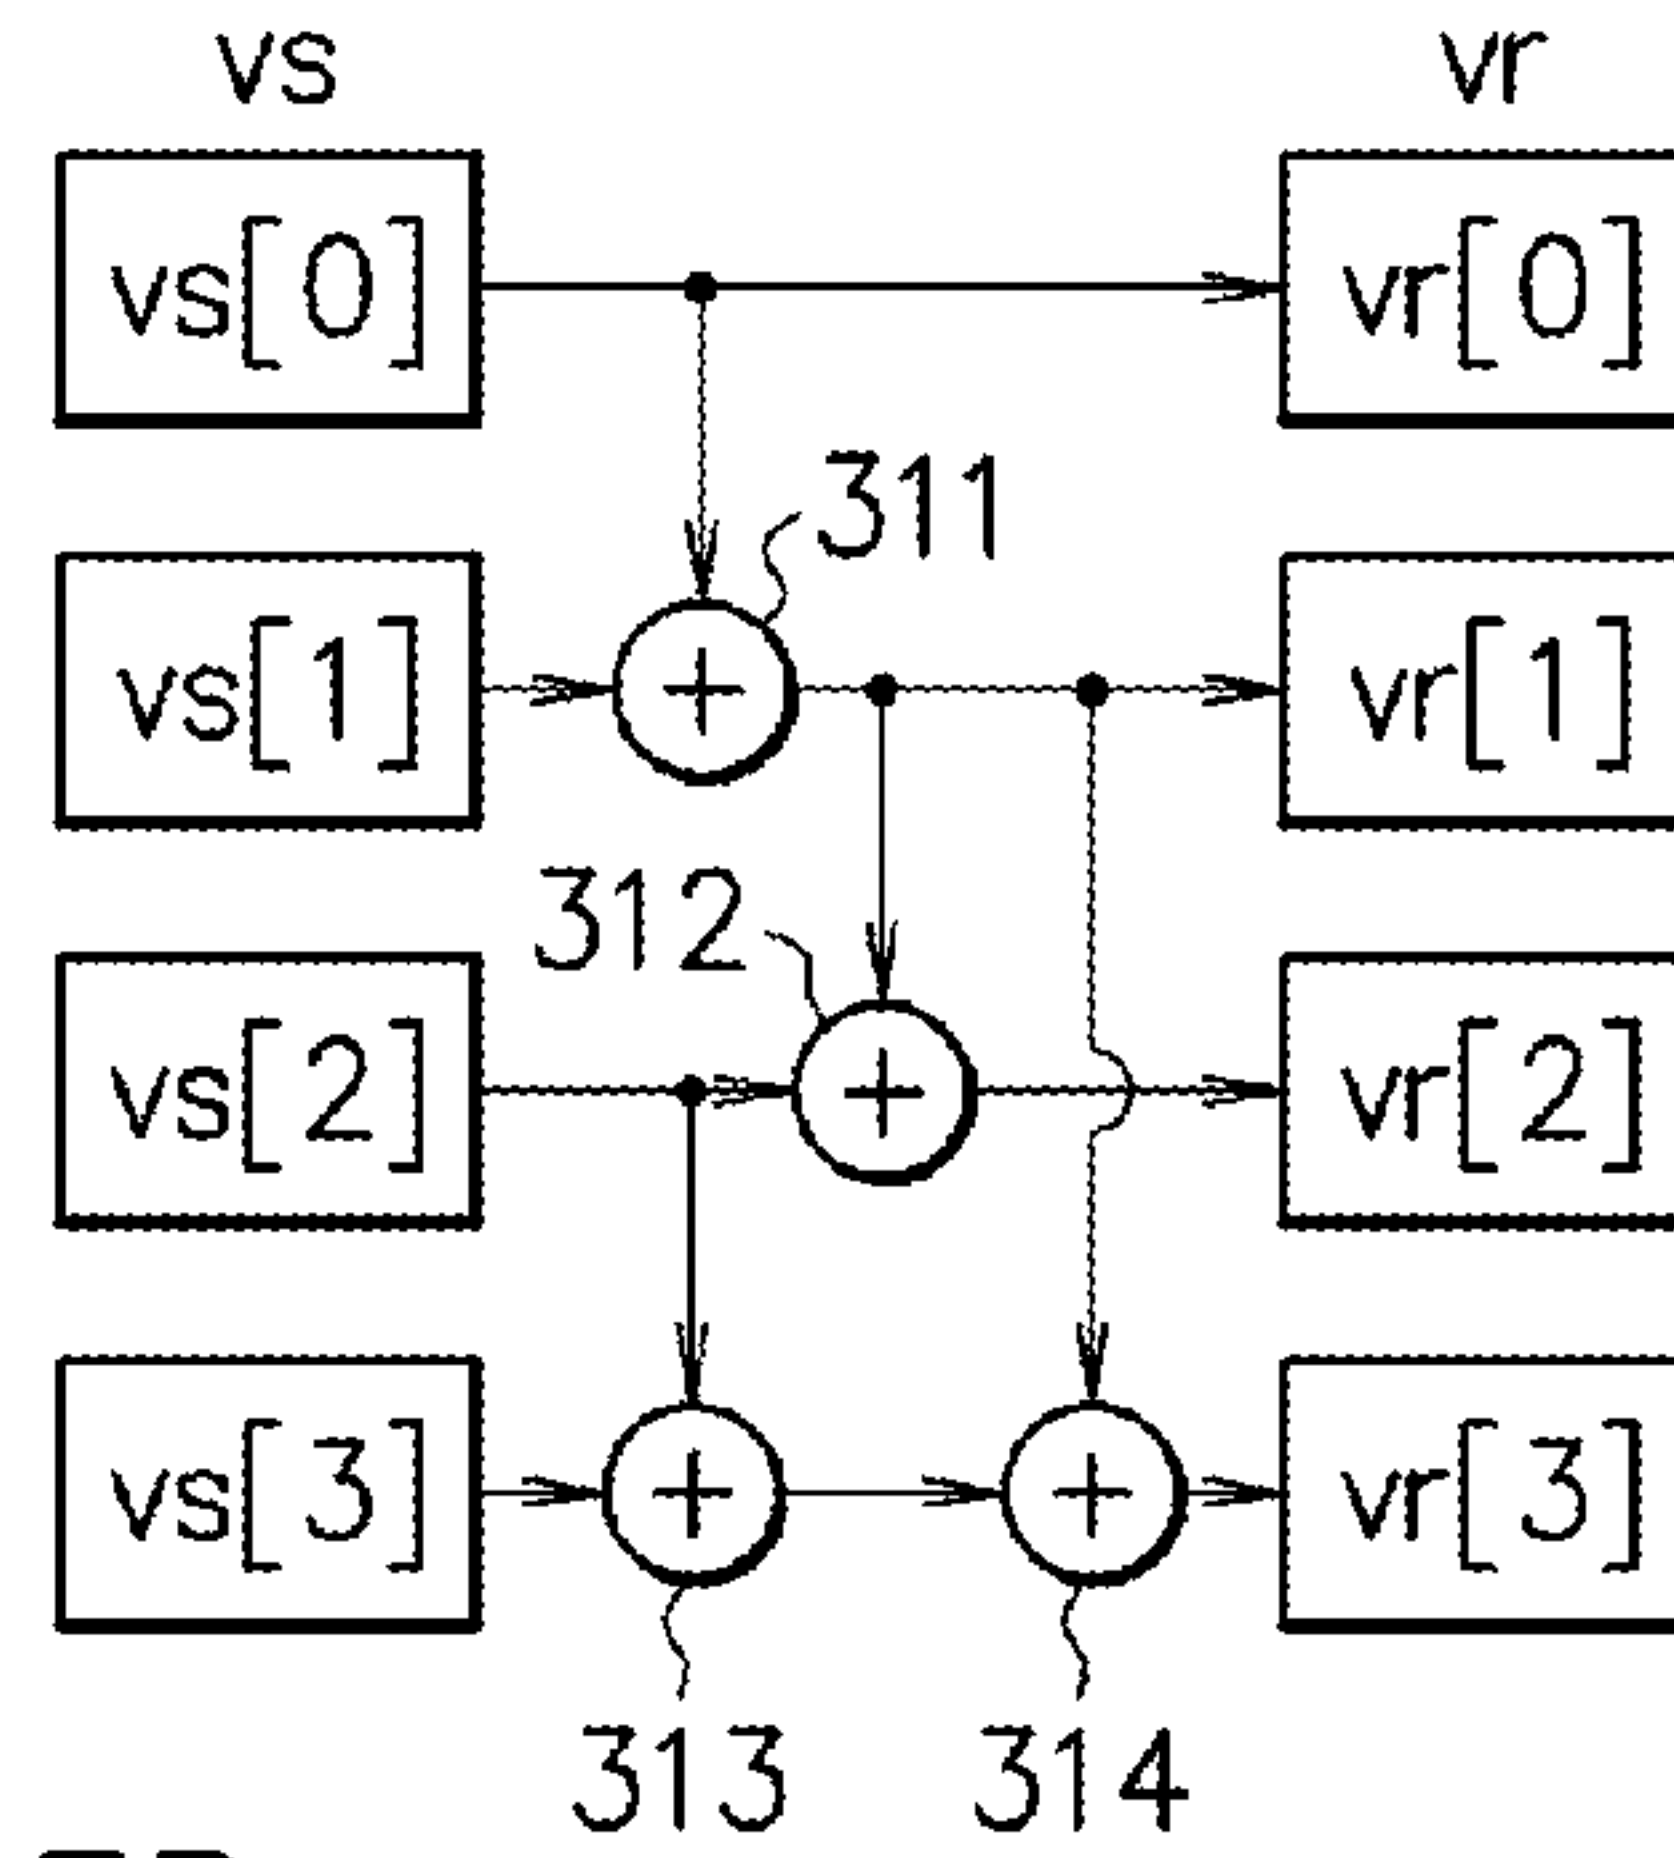 vs vr
vs[0] vr[0]
311
vs[1] + vr[1]
312
vs[2] + vr[2]
vs[3] + + vr[3]
313 314